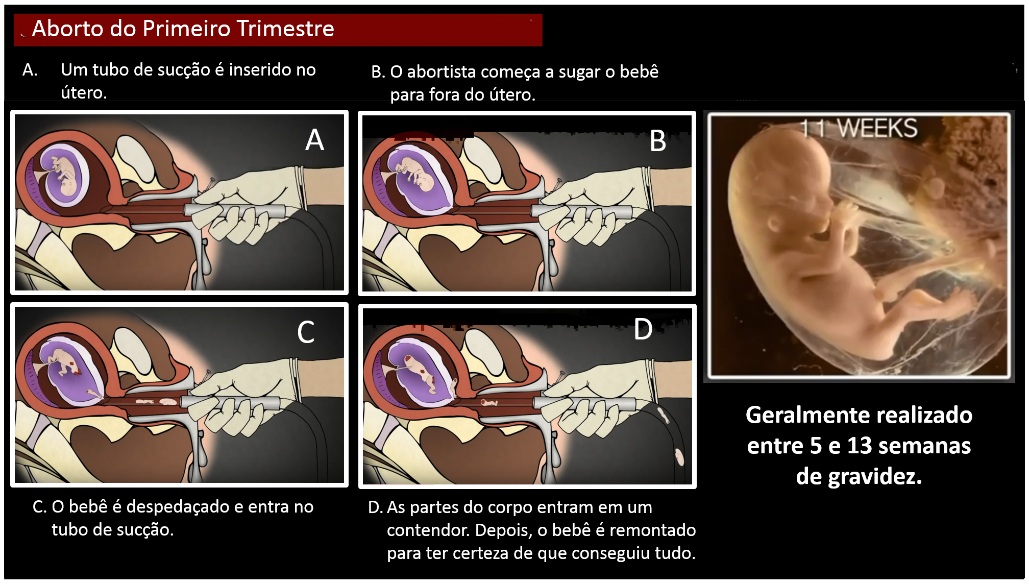 Aborto do Primeiro Trimestre
A. Um tubo de sucção é inserido no
útero.
B. O abortista começa a sugar o bebê
para fora do útero.
A
B
11 WEEKS
C
D
Geralmente realizado
entre 5 e 13 semanas
de gravidez.
C. O bebê é despedaçado e entra no
tubo de sucção.
D. As partes do corpo entram em um
contendor. Depois, o bebê é remontado
para ter certeza de que conseguiu tudo.